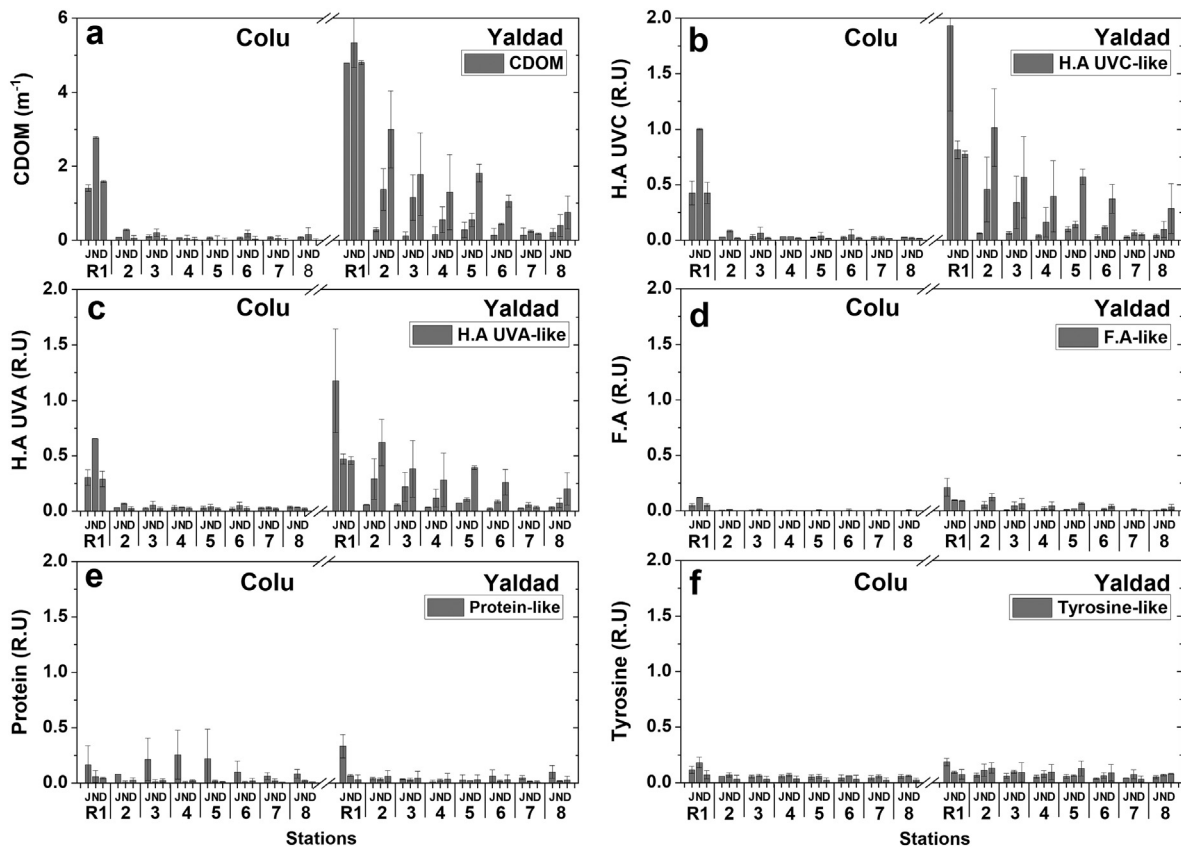 a
Colu
Yaldad
CDOM
CDOM (m⁻¹)
6
4
2
0
JND JND JND JND JND JND JND JND JND JND JND JND JND JND JND JND
R1 2 3 4 5 6 7 8 R1 2 3 4 5 6 7 8
b
Colu
Yaldad
H.A UVC-like
H.A UVC (R.U)
2.0
1.5
1.0
0.5
0.0
JND JND JND JND JND JND JND JND JND JND JND JND JND JND JND JND
R1 2 3 4 5 6 7 8 R1 2 3 4 5 6 7 8
c
Colu
Yaldad
H.A UVA-like
H.A UVA (R.U)
2.0
1.5
1.0
0.5
0.0
JND JND JND JND JND JND JND JND JND JND JND JND JND JND JND JND
R1 2 3 4 5 6 7 8 R1 2 3 4 5 6 7 8
d
Colu
Yaldad
F.A-like
F.A (R.U)
2.0
1.5
1.0
0.5
0.0
JND JND JND JND JND JND JND JND JND JND JND JND JND JND JND JND
R1 2 3 4 5 6 7 8 R1 2 3 4 5 6 7 8
e
Colu
Yaldad
Protein-like
Protein (R.U)
2.0
1.5
1.0
0.5
0.0
JND JND JND JND JND JND JND JND JND JND JND JND JND JND JND JND
R1 2 3 4 5 6 7 8 R1 2 3 4 5 6 7 8
Stations
f
Colu
Yaldad
Tyrosine-like
Tyrosine (R.U)
2.0
1.5
1.0
0.5
0.0
JND JND JND JND JND JND JND JND JND JND JND JND JND JND JND JND
R1 2 3 4 5 6 7 8 R1 2 3 4 5 6 7 8
Stations